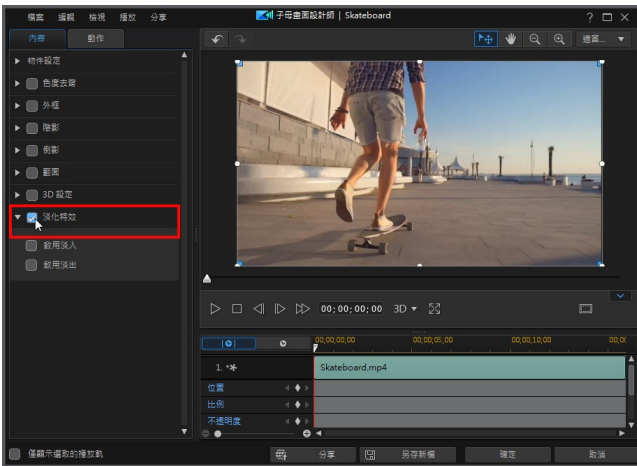 檔案 編輯 檢視 播放 分享
子母畫面設計師 | Skateboard
內容 動作
適當...
物件設定
色度去背
外框
陰影
倒影
翻面
3D 設定
淡化特效
啟用淡入
啟用淡出
00;00;00;00 3D
00;00;00;00 00;00;05;00 00;00;10;00 00;0
1. Skateboard.mp4
位置
比例
不透明度
僅顯示選取的播放軌 分享 另存新檔 確定 取消